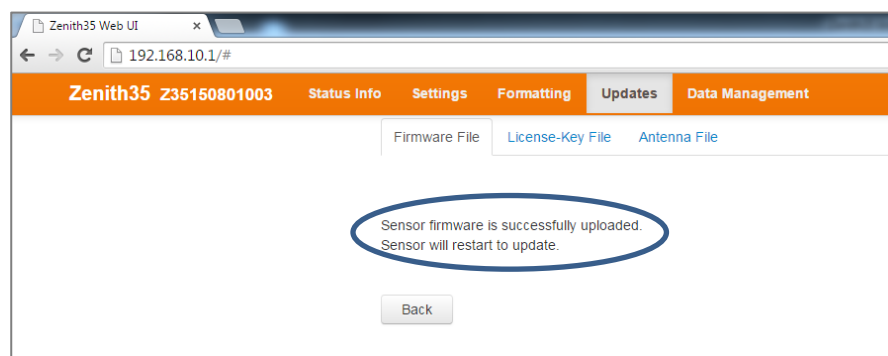 Zenith35 Web UI
192.168.10.1/#
Zenith35 Z35150801003 Status Info Settings Formatting Updates Data Management
Firmware File License-Key File Antenna File
Sensor firmware is successfully uploaded.
Sensor will restart to update.
Back